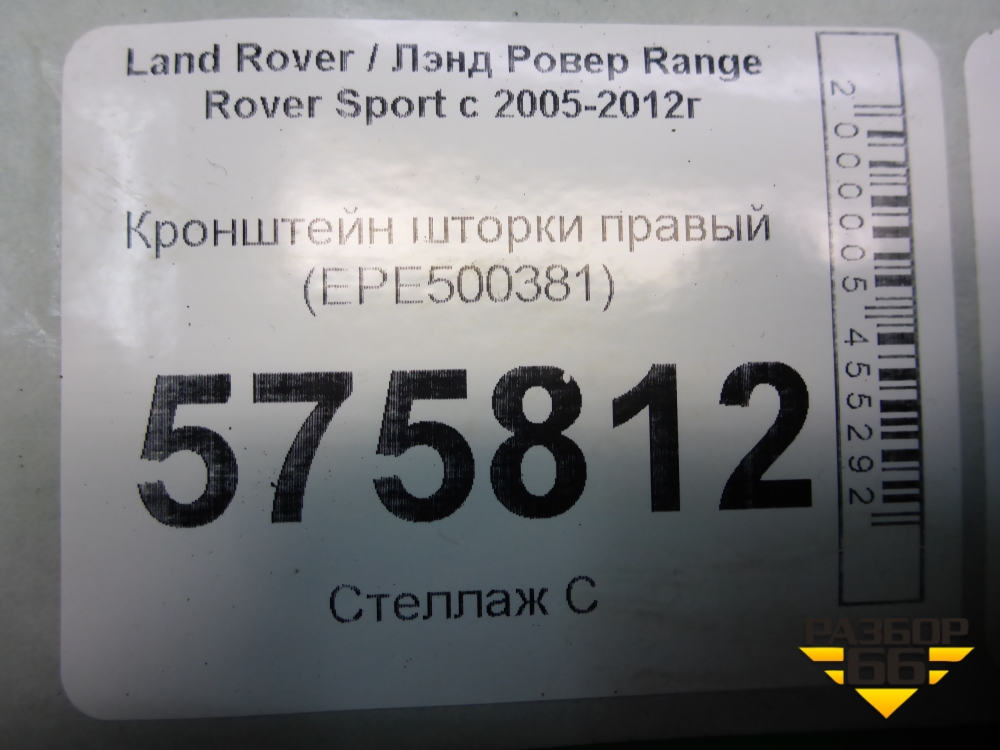 Land Rover / Лэнд Ровер Range
Rover Sport с 2005-2012г
Кронштейн шторки правый
(EPE500381)
575812
Стеллаж С
2000005455292
РАЗБОР
66